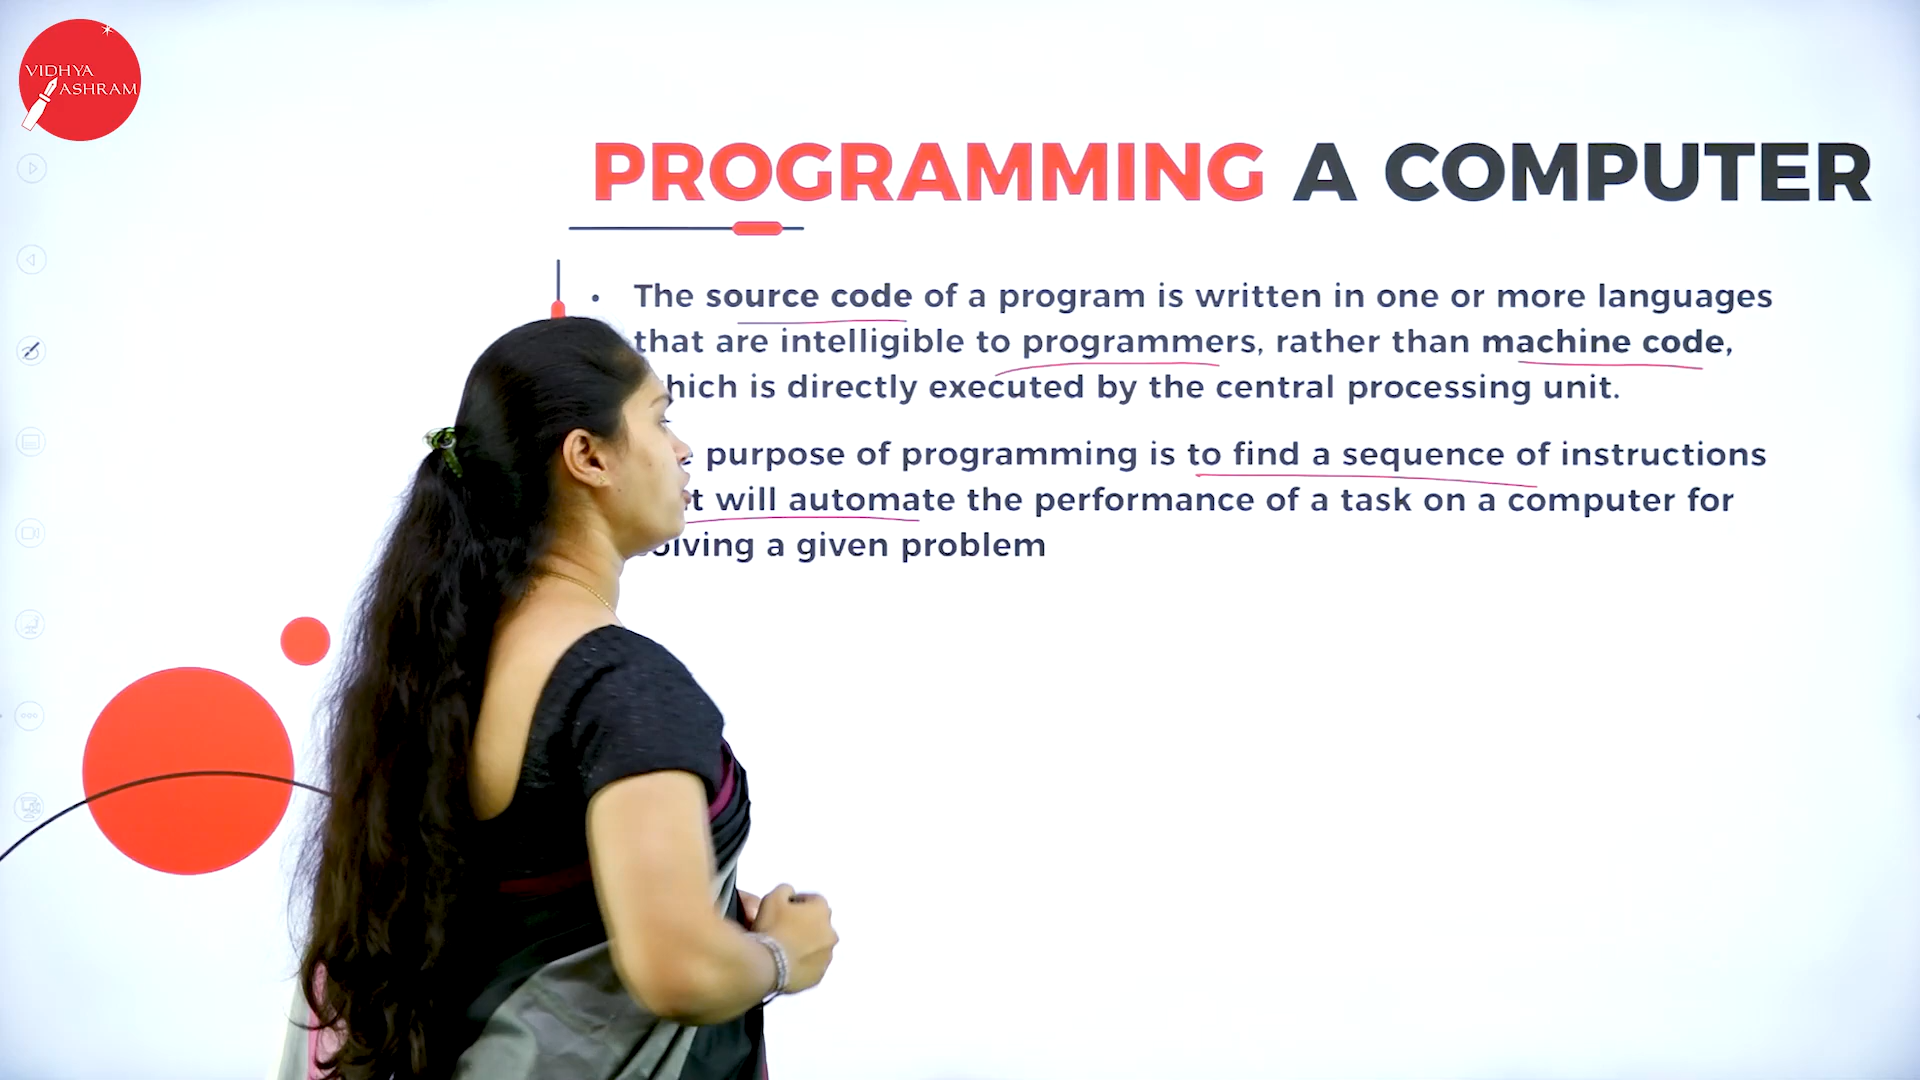 VIDHYA
ASHRAM
PROGRAMMING A COMPUTER
• The source code of a program is written in one or more languages
that are intelligible to programmers, rather than machine code,
which is directly executed by the central processing unit.
purpose of programming is to find a sequence of instructions
will automate the performance of a task on a computer for
solving a given problem